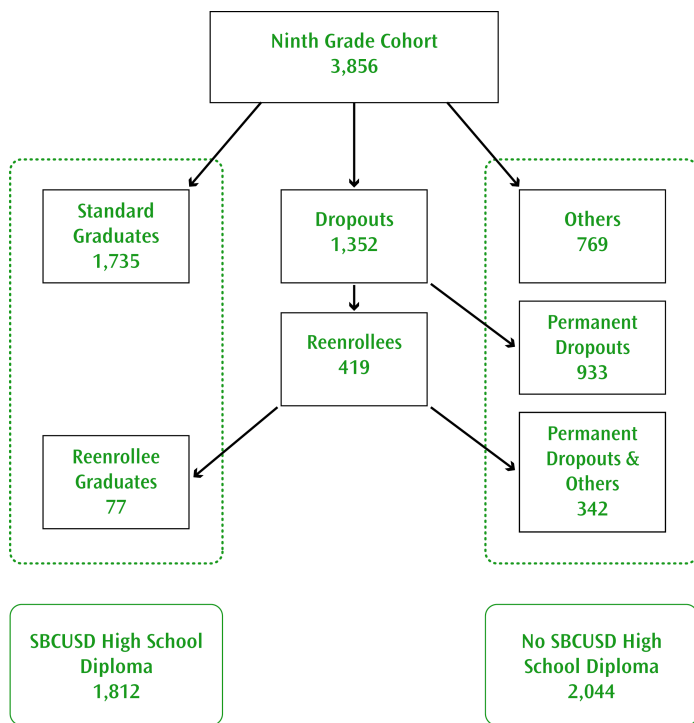 Ninth Grade Cohort
3,856
Standard
Graduates
1,735
Dropouts
1,352
Others
769
Reenrollees
419
Permanent
Dropouts
933
Reenrollee
Graduates
77
Permanent
Dropouts &
Others
342
SBCUSD High School
Diploma
1,812
No SBCUSD High
School Diploma
2,044